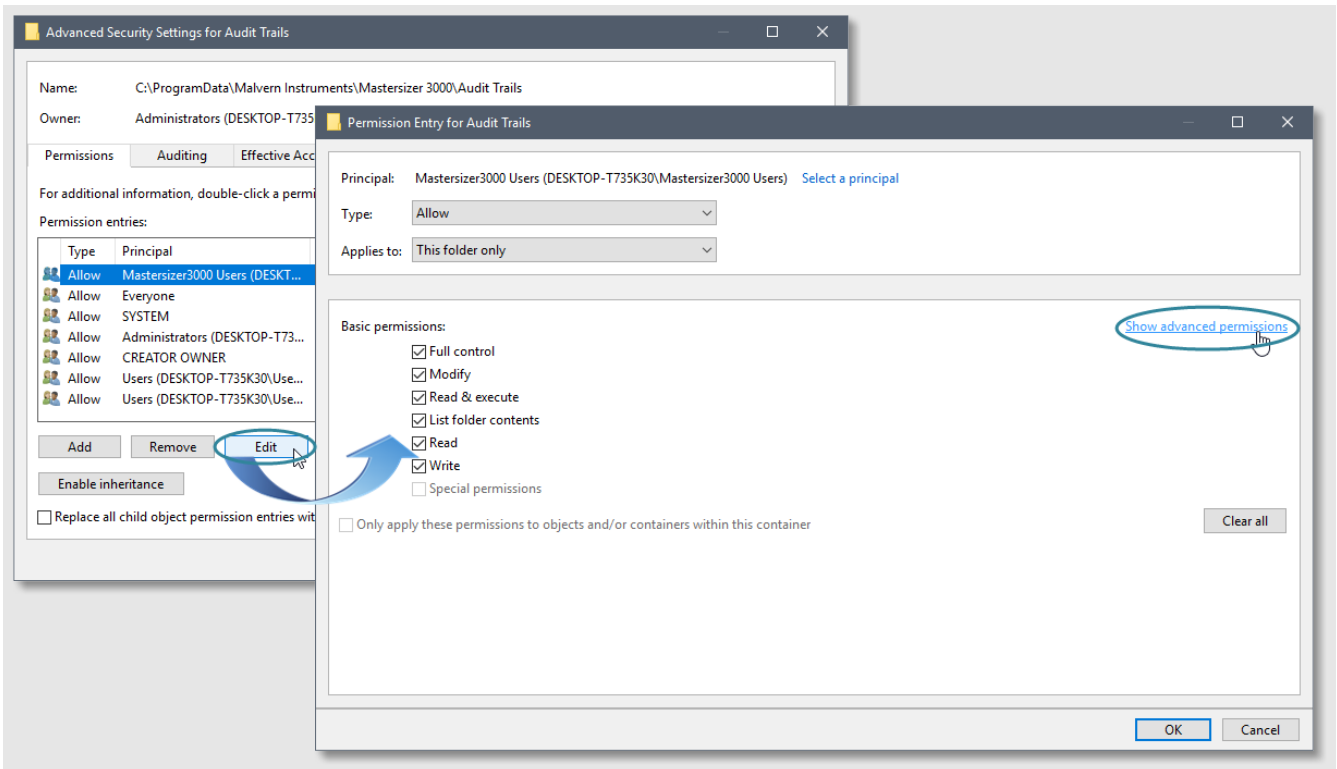 Advanced Security Settings for Audit Trails
Name: C:\ProgramData\Malvern Instruments\Mastersizer 3000\Audit Trails
Owner: Administrators (DESKTOP-T735
Permissions Auditing Effective Acc
For additional information, double-click a permi
Permission entries:
Type Principal
Allow Mastersizer3000 Users (DESKT...
Allow Everyone
Allow SYSTEM
Allow Administrators (DESKTOP-T73...
Allow CREATOR OWNER
Allow Users (DESKTOP-T735K30\Use...
Allow Users (DESKTOP-T735K30\Use...
Add Remove Edit
Enable inheritance
Replace all child object permission entries wit
Permission Entry for Audit Trails
Principal: Mastersizer3000 Users (DESKTOP-T735K30\Mastersizer3000 Users) Select a principal
Type: Allow
Applies to: This folder only
Basic permissions: Show advanced permissions
Full control
Modify
Read & execute
List folder contents
Read
Write
Special permissions
Only apply these permissions to objects and/or containers within this container
Clear all
OK Cancel